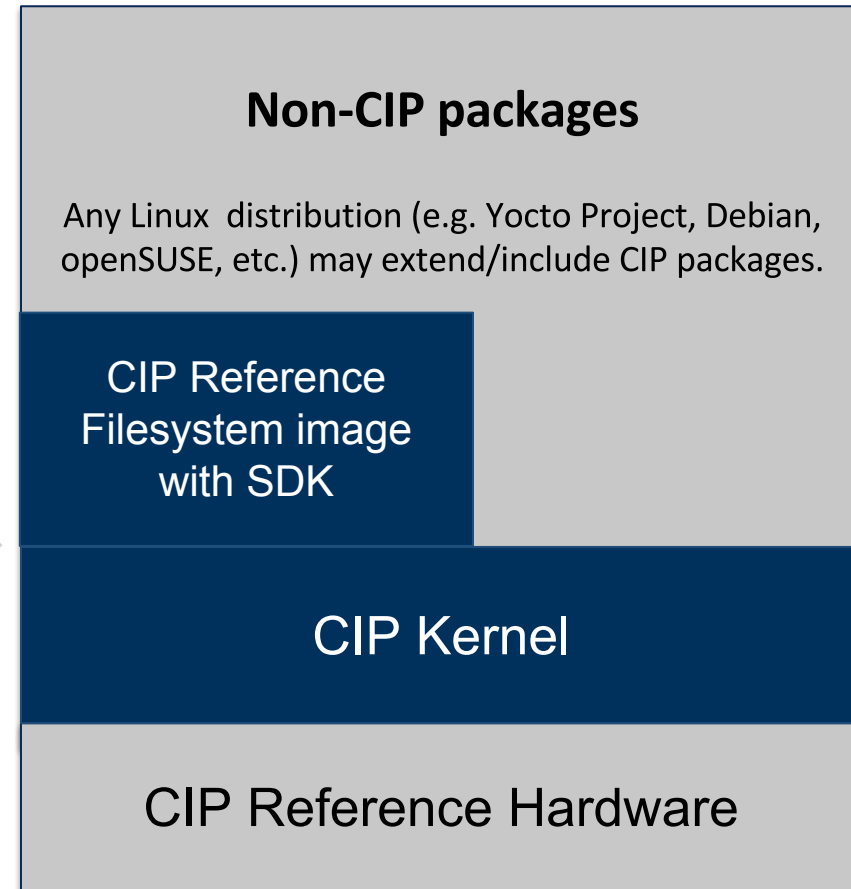 Non-CIP packages
Any Linux  distribution (e.g. Yocto Project, Debian,
openSUSE, etc.) may extend/include CIP packages.
CIP Reference
Filesystem image
with SDK
CIP Kernel
CIP Reference Hardware